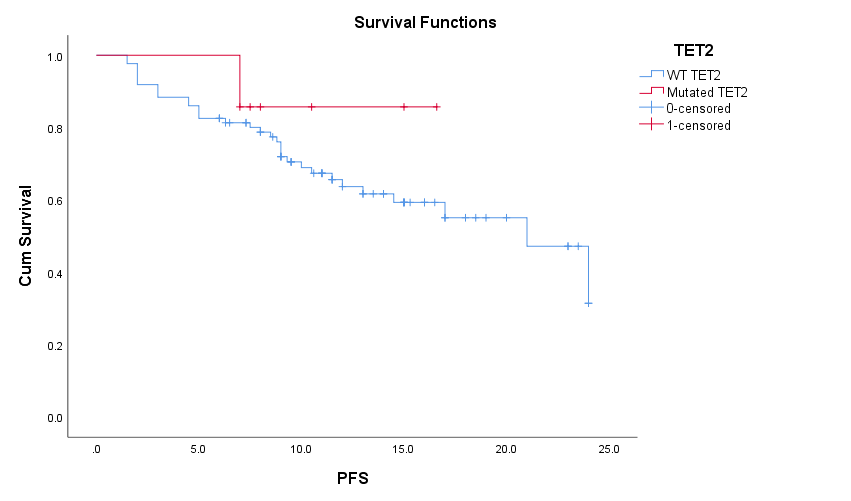 Survival Functions
TET2
WT TET2
Mutated TET2
0-censored
1-censored
Cum Survival
1.0
0.8
0.6
0.4
0.2
0.0
.0
5.0
10.0
15.0
20.0
25.0
PFS